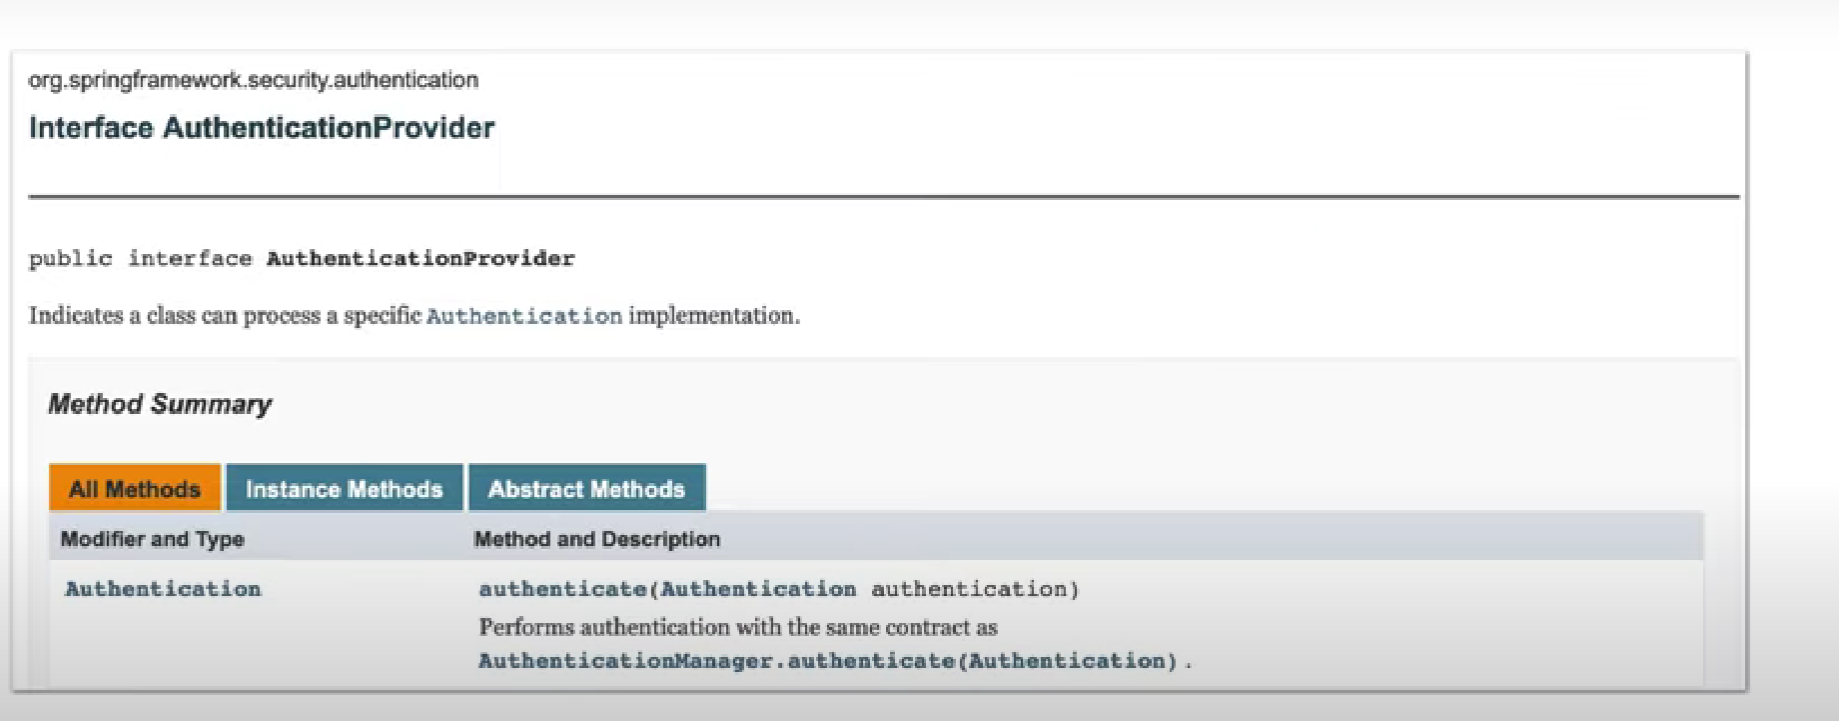 org.springframework.security.authentication
Interface AuthenticationProvider
public interface AuthenticationProvider
Indicates a class can process a specific Authentication implementation.
Method Summary
All Methods Instance Methods Abstract Methods
Modifier and Type Method and Description
Authentication authenticate(Authentication authentication)
Performs authentication with the same contract as
AuthenticationManager.authenticate(Authentication).